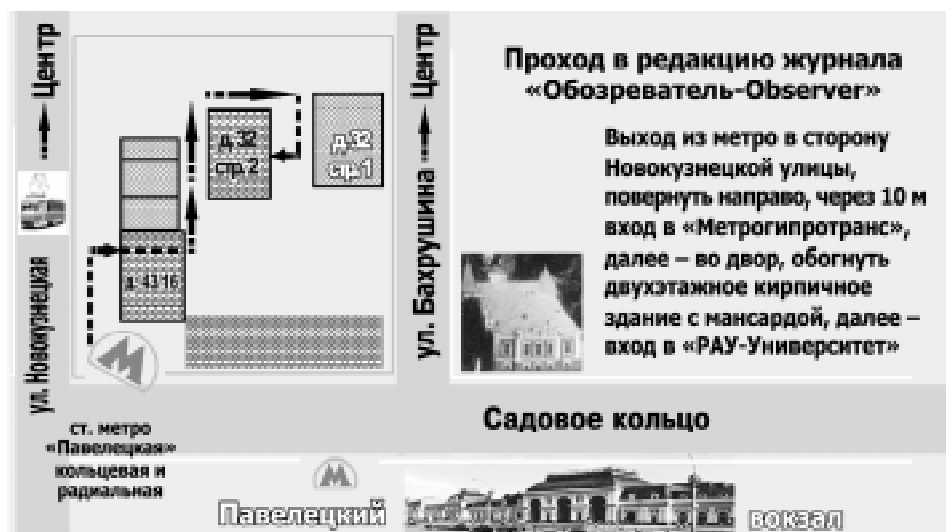 Центр
ул. Новокузнецкая
д. 32
стр. 2
д. 32
стр. 1
д. 43 16
Центр
ул. Бахрушина
Проход в редакцию журнала
«Обозреватель-Observer»
Выход из метро в сторону
Новокузнецкой улицы,
повернуть направо, через 10 м
вход в «Метрогипротранс»,
далее – во двор, обогнуть
двухэтажное кирпичное
здание с мансардой, далее –
вход в «РАУ-Университет»
М
Садовое кольцо
ст. метро
«Павелецкая»
кольцевая и
радиальная
М
Павелецкий вокзал